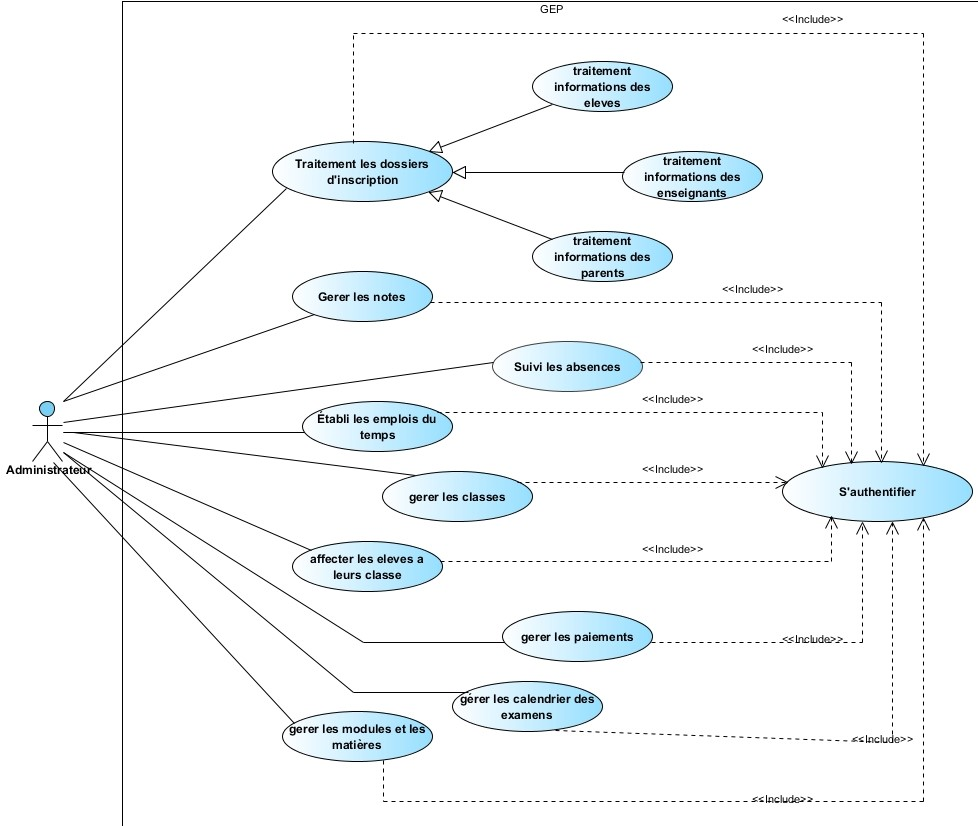 GEP
<<Include>>
traitement
informations des
eleves
Traitement les dossiers
d'inscription
traitement
informations des
enseignants
traitement
informations des
parents
Gerer les notes
<<Include>>
Suivi les absences
<<Include>>
Établi les emplois du
temps
<<Include>>
Administrateur
gerer les classes
<<Include>>
S'authentifier
affecter les eleves a
leurs classe
<<Include>>
gerer les paiements
<<Include>>
gérer les calendrier des
examens
<<Include>>
gerer les modules et les
matières
<<Include>>